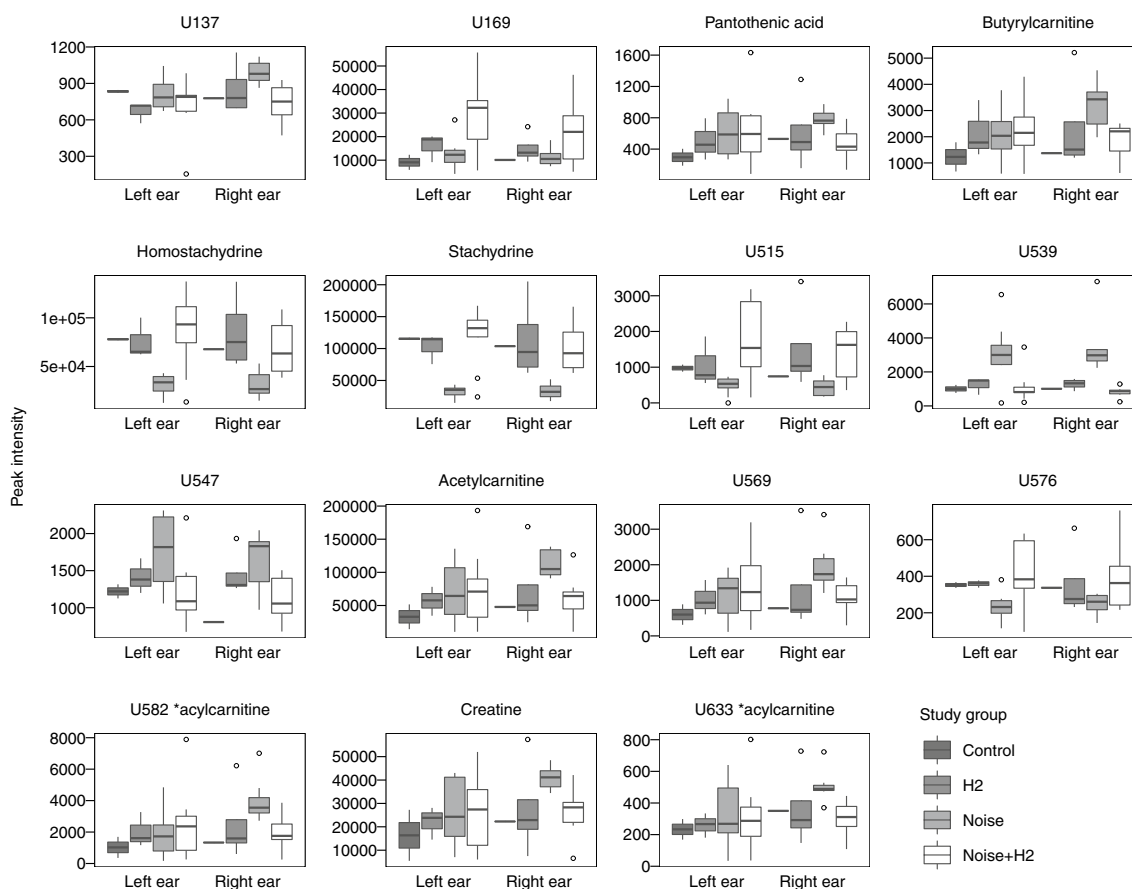 U137
U169
Pantothenic acid
Butyrylcarnitine
1200
900
600
300
50000
40000
30000
20000
10000
1600
1200
800
400
5000
4000
3000
2000
1000
Left ear Right ear
Left ear Right ear
Left ear Right ear
Left ear Right ear
Homostachydrine
Stachydrine
U515
U539
1e+05
5e+04
200000
150000
100000
50000
3000
2000
1000
0
6000
4000
2000
0
Left ear Right ear
Left ear Right ear
Left ear Right ear
Left ear Right ear
Peak intensity
U547
Acetylcarnitine
U569
U576
2000
1500
1000
200000
150000
100000
50000
0
3000
2000
1000
0
600
400
200
Left ear Right ear
Left ear Right ear
Left ear Right ear
Left ear Right ear
U582 *acylcarnitine
Creatine
U633 *acylcarnitine
8000
6000
4000
2000
0
50000
40000
30000
20000
10000
800
600
400
200
0
Left ear Right ear
Left ear Right ear
Left ear Right ear
Study group
Control
H2
Noise
Noise+H2